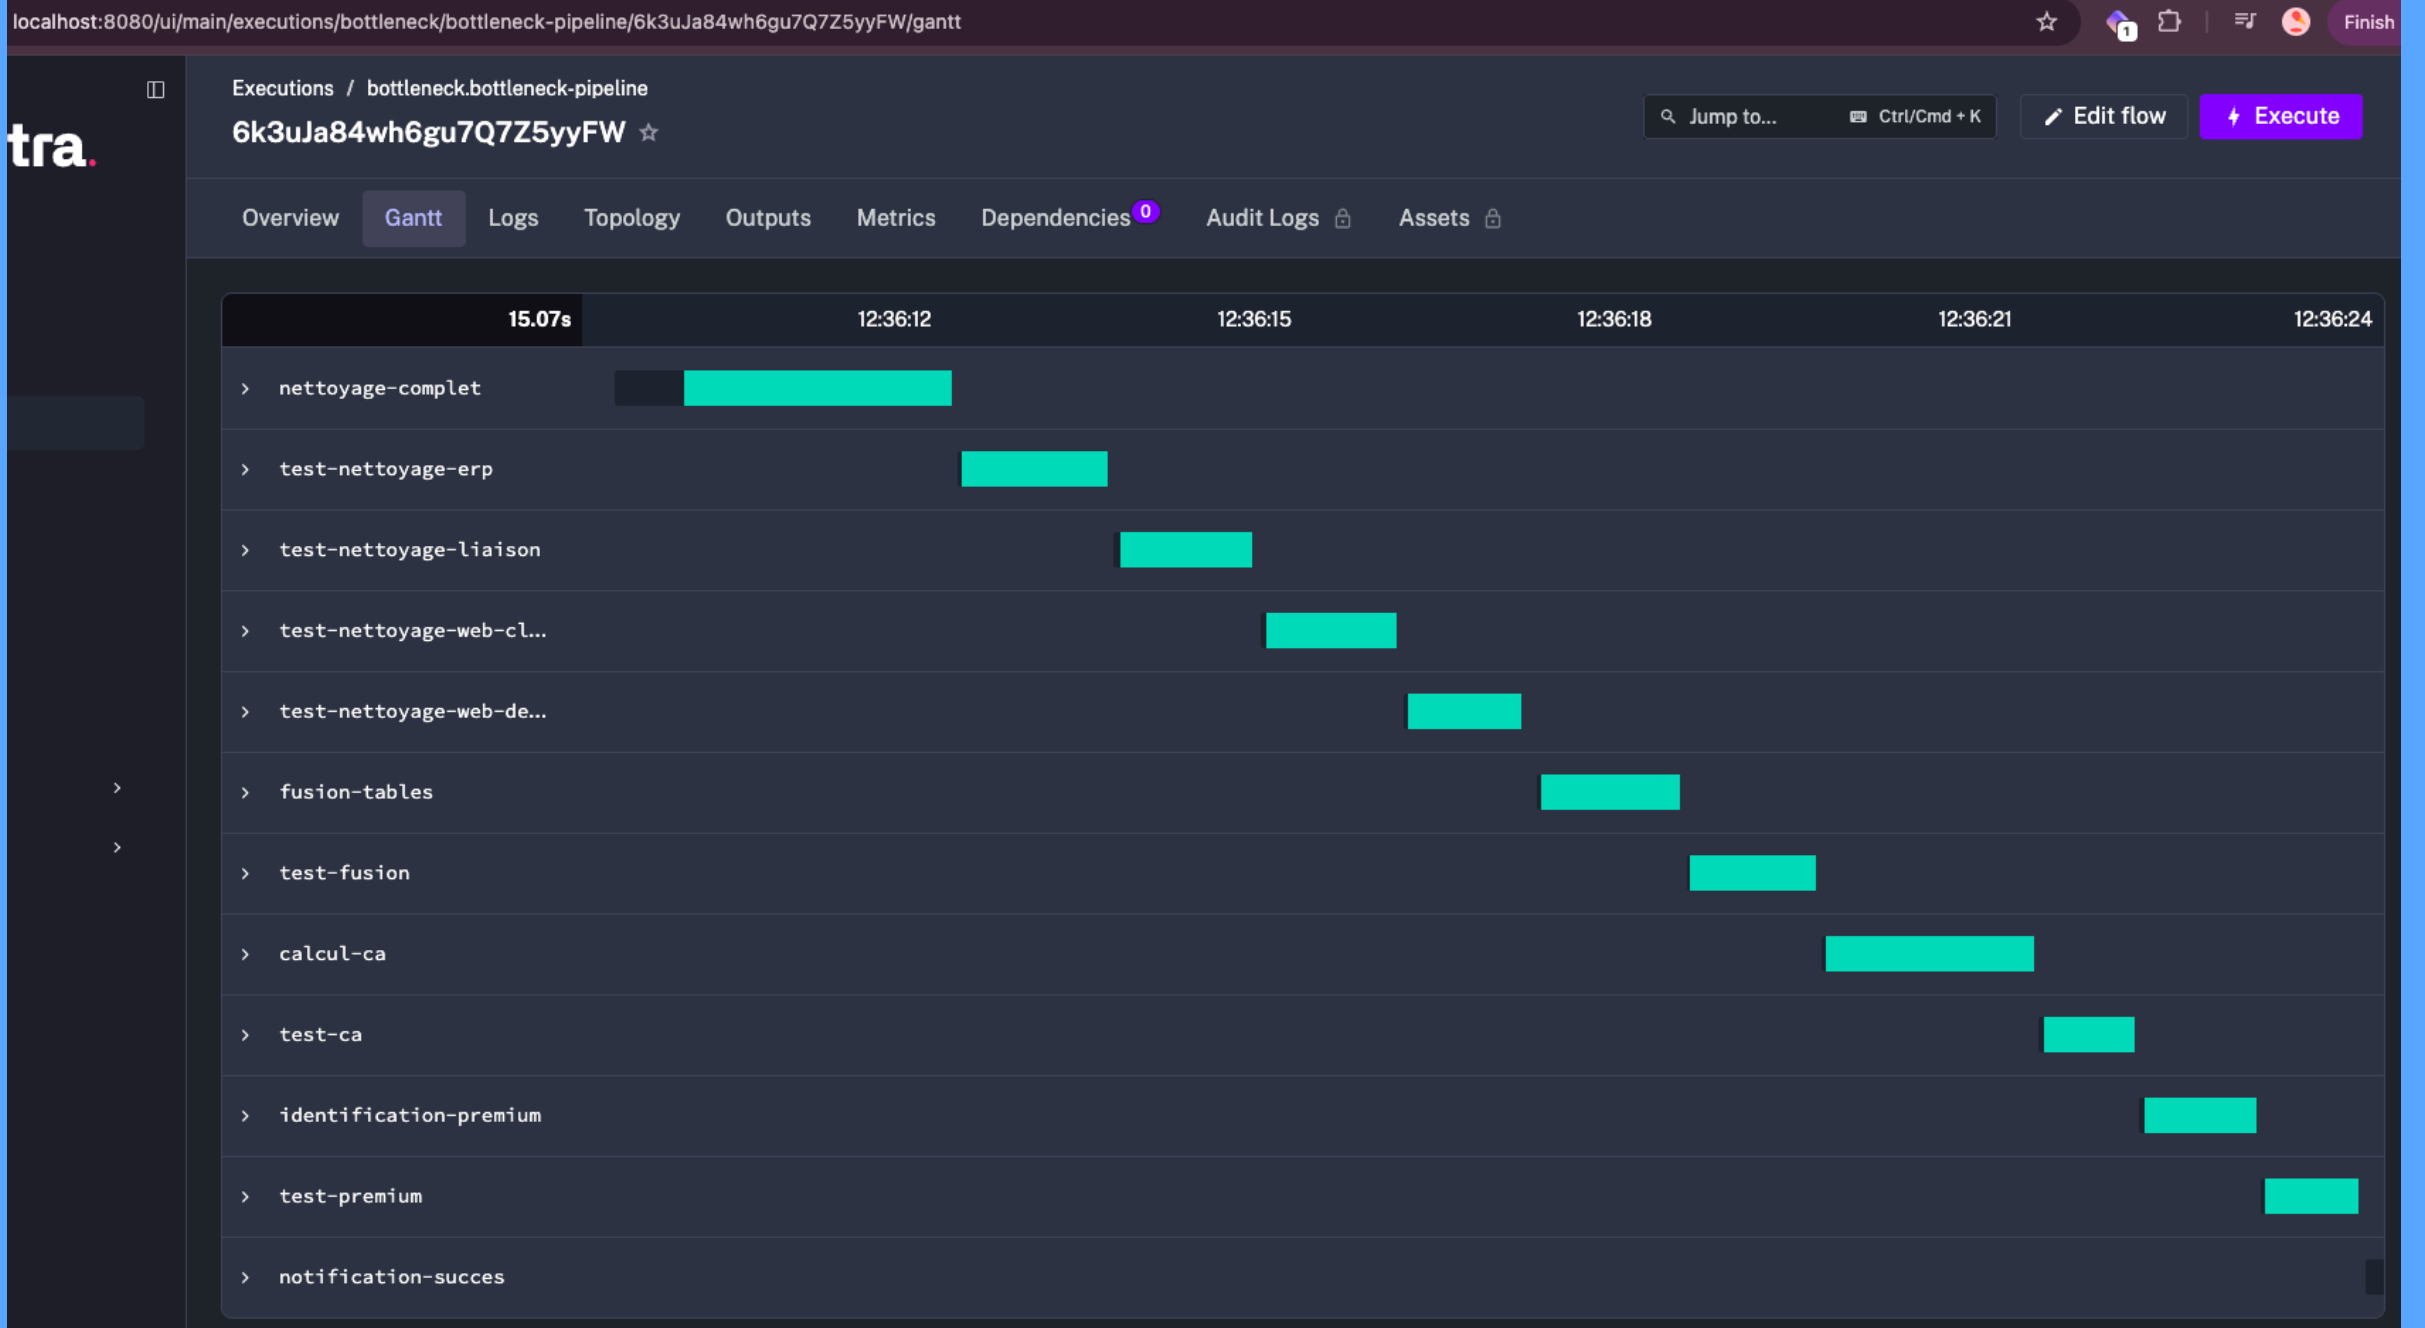 localhost:8080/ui/main/executions/bottleneck/bottleneck-pipeline/6k3uJa84wh6gu7Q7Z5yyFW/gantt
1
Finish
tra.
Executions / bottleneck.bottleneck-pipeline
6k3uJa84wh6gu7Q7Z5yyFW
Jump to...
Ctrl/Cmd + K
Edit flow
Execute
Overview
Gantt
Logs
Topology
Outputs
Metrics
Dependencies 0
Audit Logs
Assets
15.07s 12:36:12 12:36:15 12:36:18 12:36:21 12:36:24
nettoyage-complet
test-nettoyage-erp
test-nettoyage-liaison
test-nettoyage-web-cl...
test-nettoyage-web-de...
fusion-tables
test-fusion
calcul-ca
test-ca
identification-premium
test-premium
notification-succes